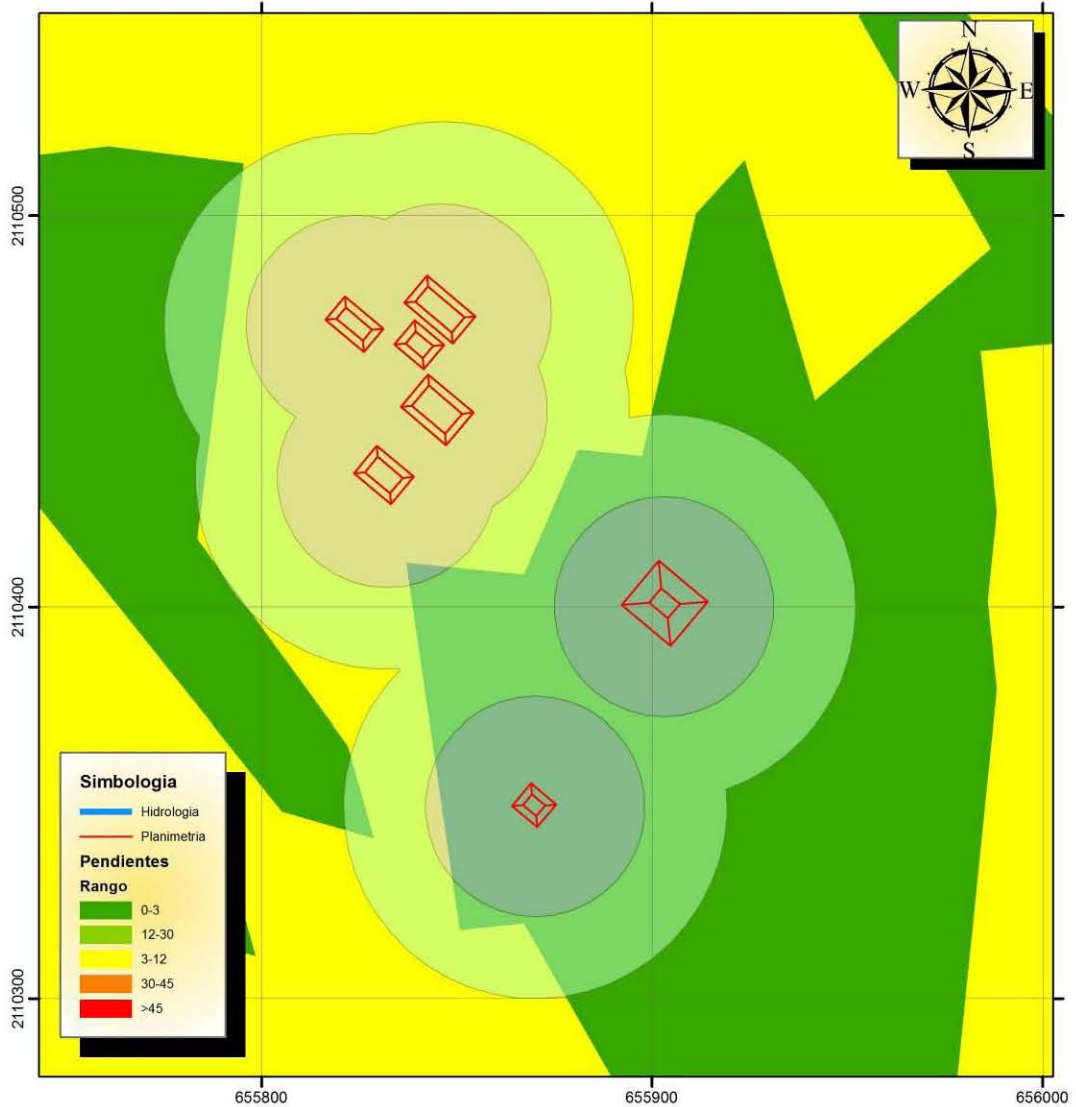 N
W E
S
2110500
2110400
2110300
Simbologia
Hidrologia
Planimetria
Pendientes
Rango
0-3
12-30
3-12
30-45
>45
655800 655900 656000